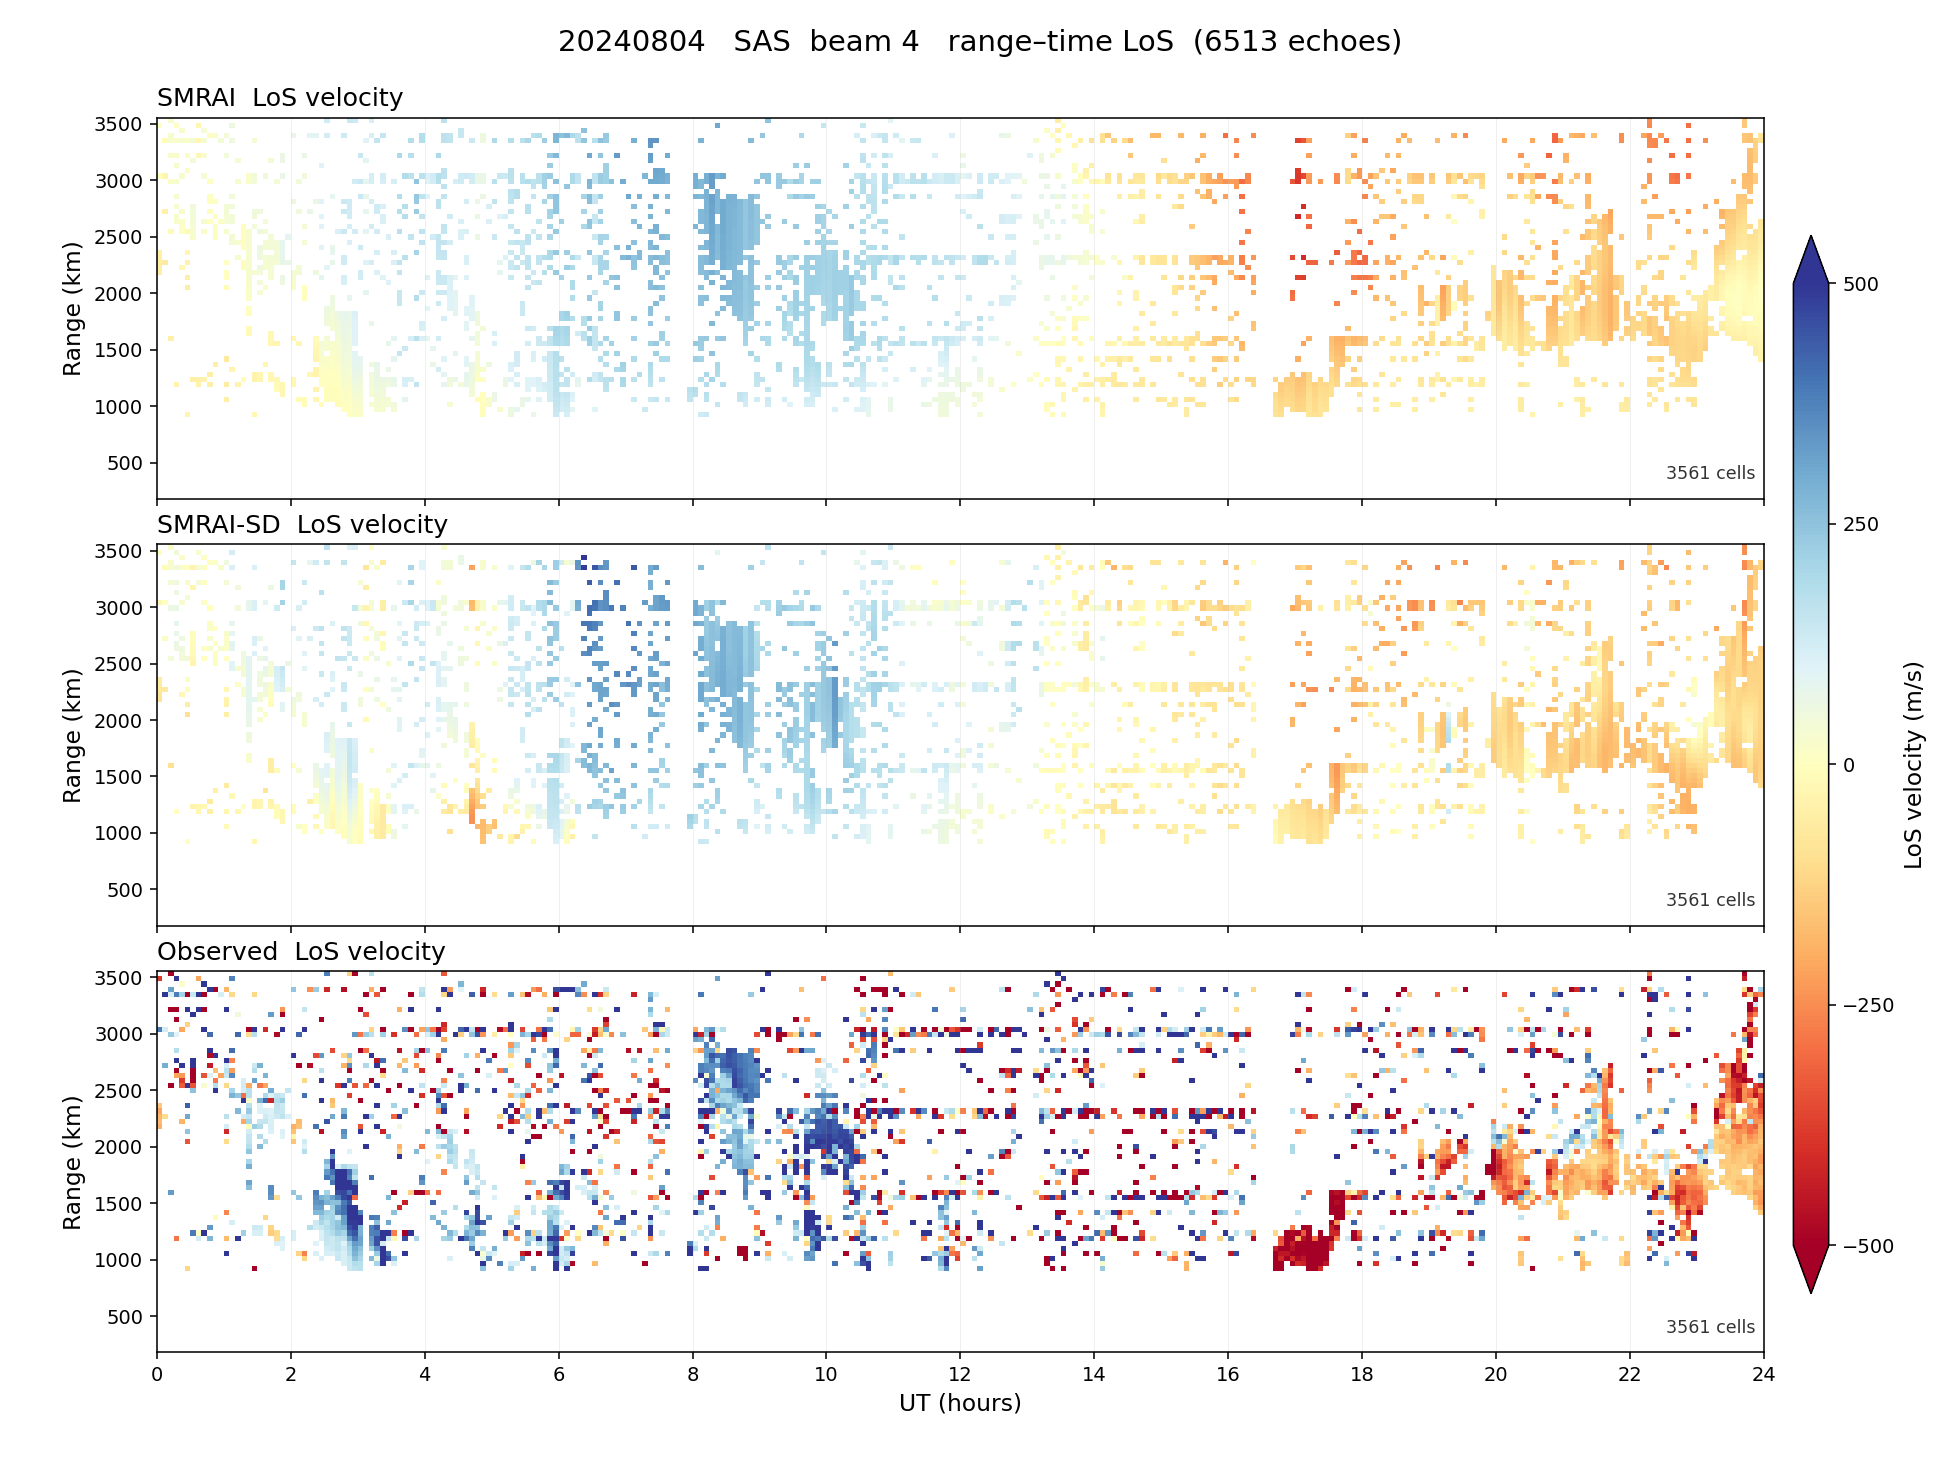 20240804 SAS beam 4 range–time LoS (6513 echoes)
SMRAI LoS velocity
3500
3000
2500
2000
1500
1000
500
Range (km)
3561 cells
SMRAI-SD LoS velocity
3500
3000
2500
2000
1500
1000
500
Range (km)
3561 cells
Observed LoS velocity
3500
3000
2500
2000
1500
1000
500
Range (km)
3561 cells
0 2 4 6 8 10 12 14 16 18 20 22 24
UT (hours)
500
250
0
−250
−500
LoS velocity (m/s)